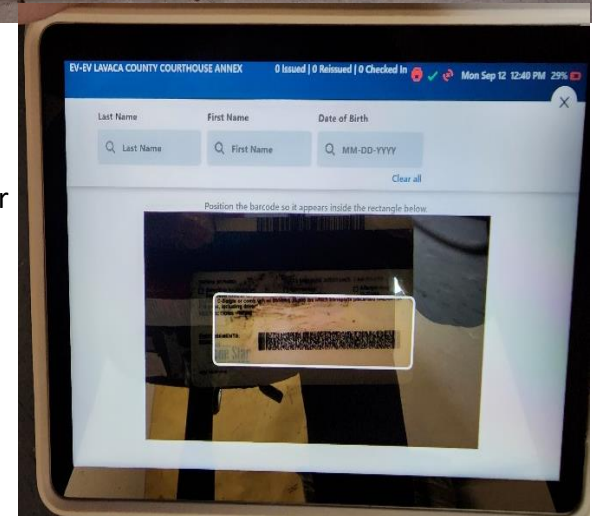 EV-EV LAVACA COUNTY COURTHOUSE ANNEX 0 Issued | 0 Reissued | 0 Checked In Mon Sep 12 12:40 PM 29%
Last Name First Name Date of Birth
Last Name First Name MM-DD-YYYY
Clear all
r
Position the barcode so it appears inside the rectangle below.
Star